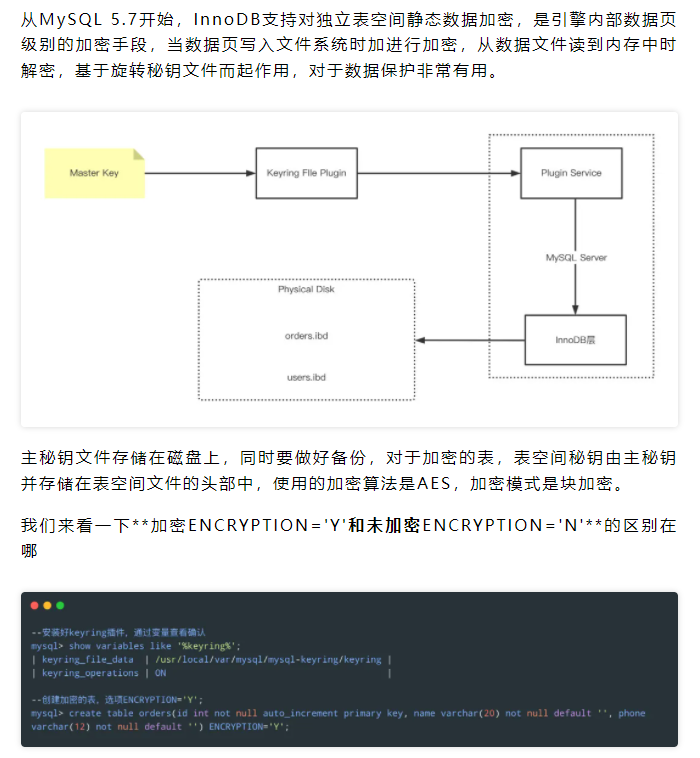 从MySQL 5.7开始，InnoDB支持对独立表空间静态数据加密，是引擎内部数据页
级别的加密手段，当数据页写入文件系统时加进行加密，从数据文件读到内存中时
解密，基于旋转秘钥文件而起作用，对于数据保护非常有用。
Master Key
Keyring File Plugin
Plugin Service
MySQL Server
Physical Disk
orders.ibd
InnoDB层
users.ibd
主秘钥文件存储在磁盘上，同时要做好备份，对于加密的表，表空间秘钥由主秘钥
并存储在表空间文件的头部中，使用的加密算法是AES，加密模式是块加密。
我们来看一下**加密ENCRYPTION='Y'和未加密ENCRYPTION='N'**的区别在
哪
--安装好keyring插件，通过变量查看确认
mysql> show variables like '%keyring%';
| keyring_file_data | /usr/local/var/mysql/mysql-keyring/keyring |
| keyring_operations | ON |
--创建加密的表，选项ENCRYPTION='Y';
mysql> create table orders(id int not null auto_increment primary key, name varchar(20) not null default '', phone
varchar(12) not null default '') ENCRYPTION='Y';